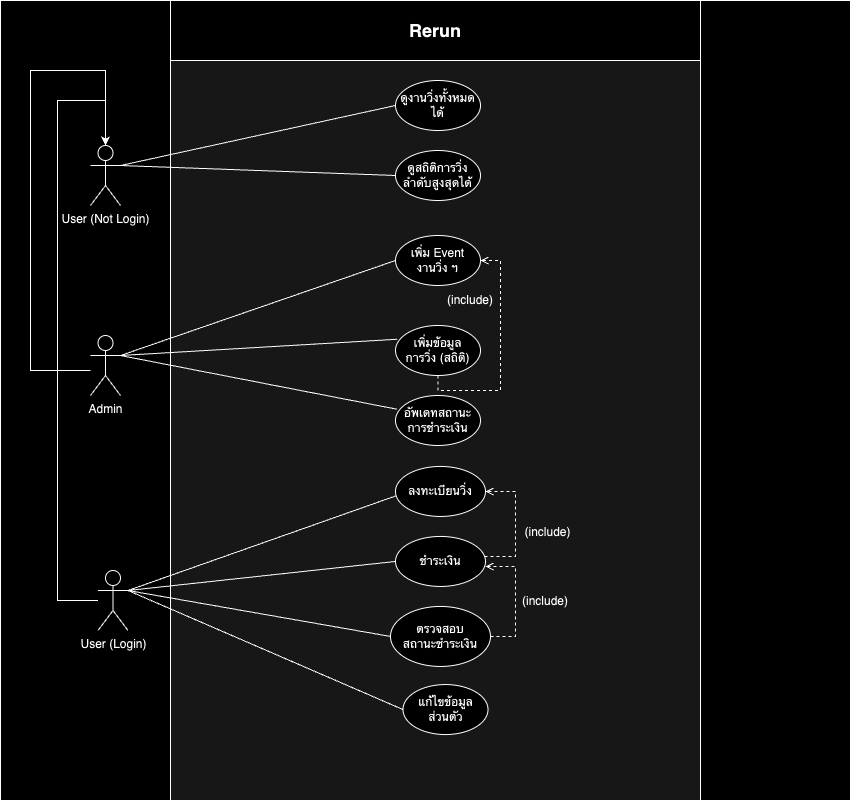 Rerun
ดูงานวิ่งทั้งหมด
ได้
ดูสถิติการวิ่ง
ลำดับสูงสุดได้
User (Not Login)
เพิ่ม Event
งานวิ่ง ฯ
(include)
เพิ่มข้อมูล
การวิ่ง (สถิติ)
Admin
อัพเดทสถานะ
การชำระเงิน
ลงทะเบียนวิ่ง
(include)
ชำระเงิน
(include)
User (Login)
ตรวจสอบ
สถานะชำระเงิน
แก้ไขข้อมูล
ส่วนตัว